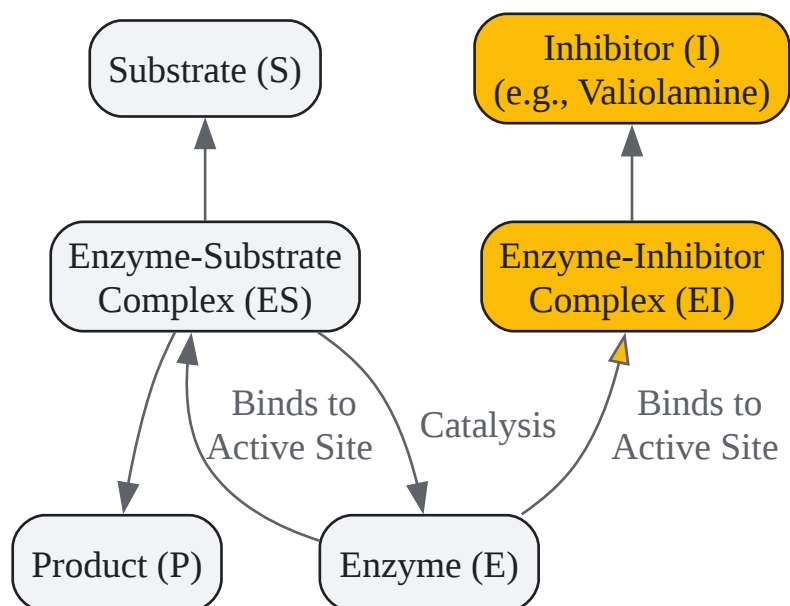 Substrate (S)
Inhibitor (I)
(e.g., Valiolamine)
Enzyme-Substrate
Complex (ES)
Enzyme-Inhibitor
Complex (EI)
Binds to
Active Site
Catalysis
Binds to
Active Site
Product (P)
Enzyme (E)